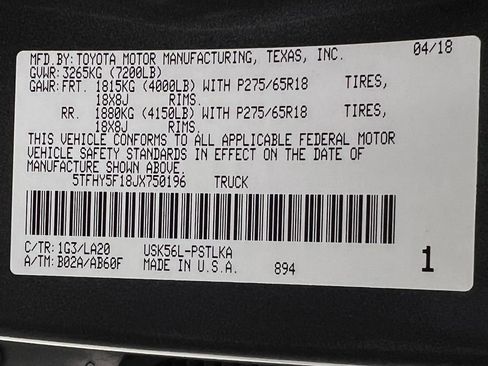 MFD.BY:TOYOTA MOTOR MANUFACTURING, TEXAS, INC. 04/18
GVWR:3265KG (7200LB)
GAWR:FRT. 1815KG (4000LB) WITH P275/65R18 TIRES,
18X8J RIMS.
RR. 1880KG (4150LB) WITH P275/65R18 TIRES,
18X8J RIMS.
THIS VEHICLE CONFORMS TO ALL APPLICABLE FEDERAL MOTOR
VEHICLE SAFETY STANDARDS IN EFFECT ON THE DATE OF
MANUFACTURE SHOWN ABOVE.
5TFHY5F18JX750196 TRUCK
C/TR:1G3/LA20 USK56L-PSTLKA
A/TM:B02A/AB60F MADE IN U.S.A. 894 1